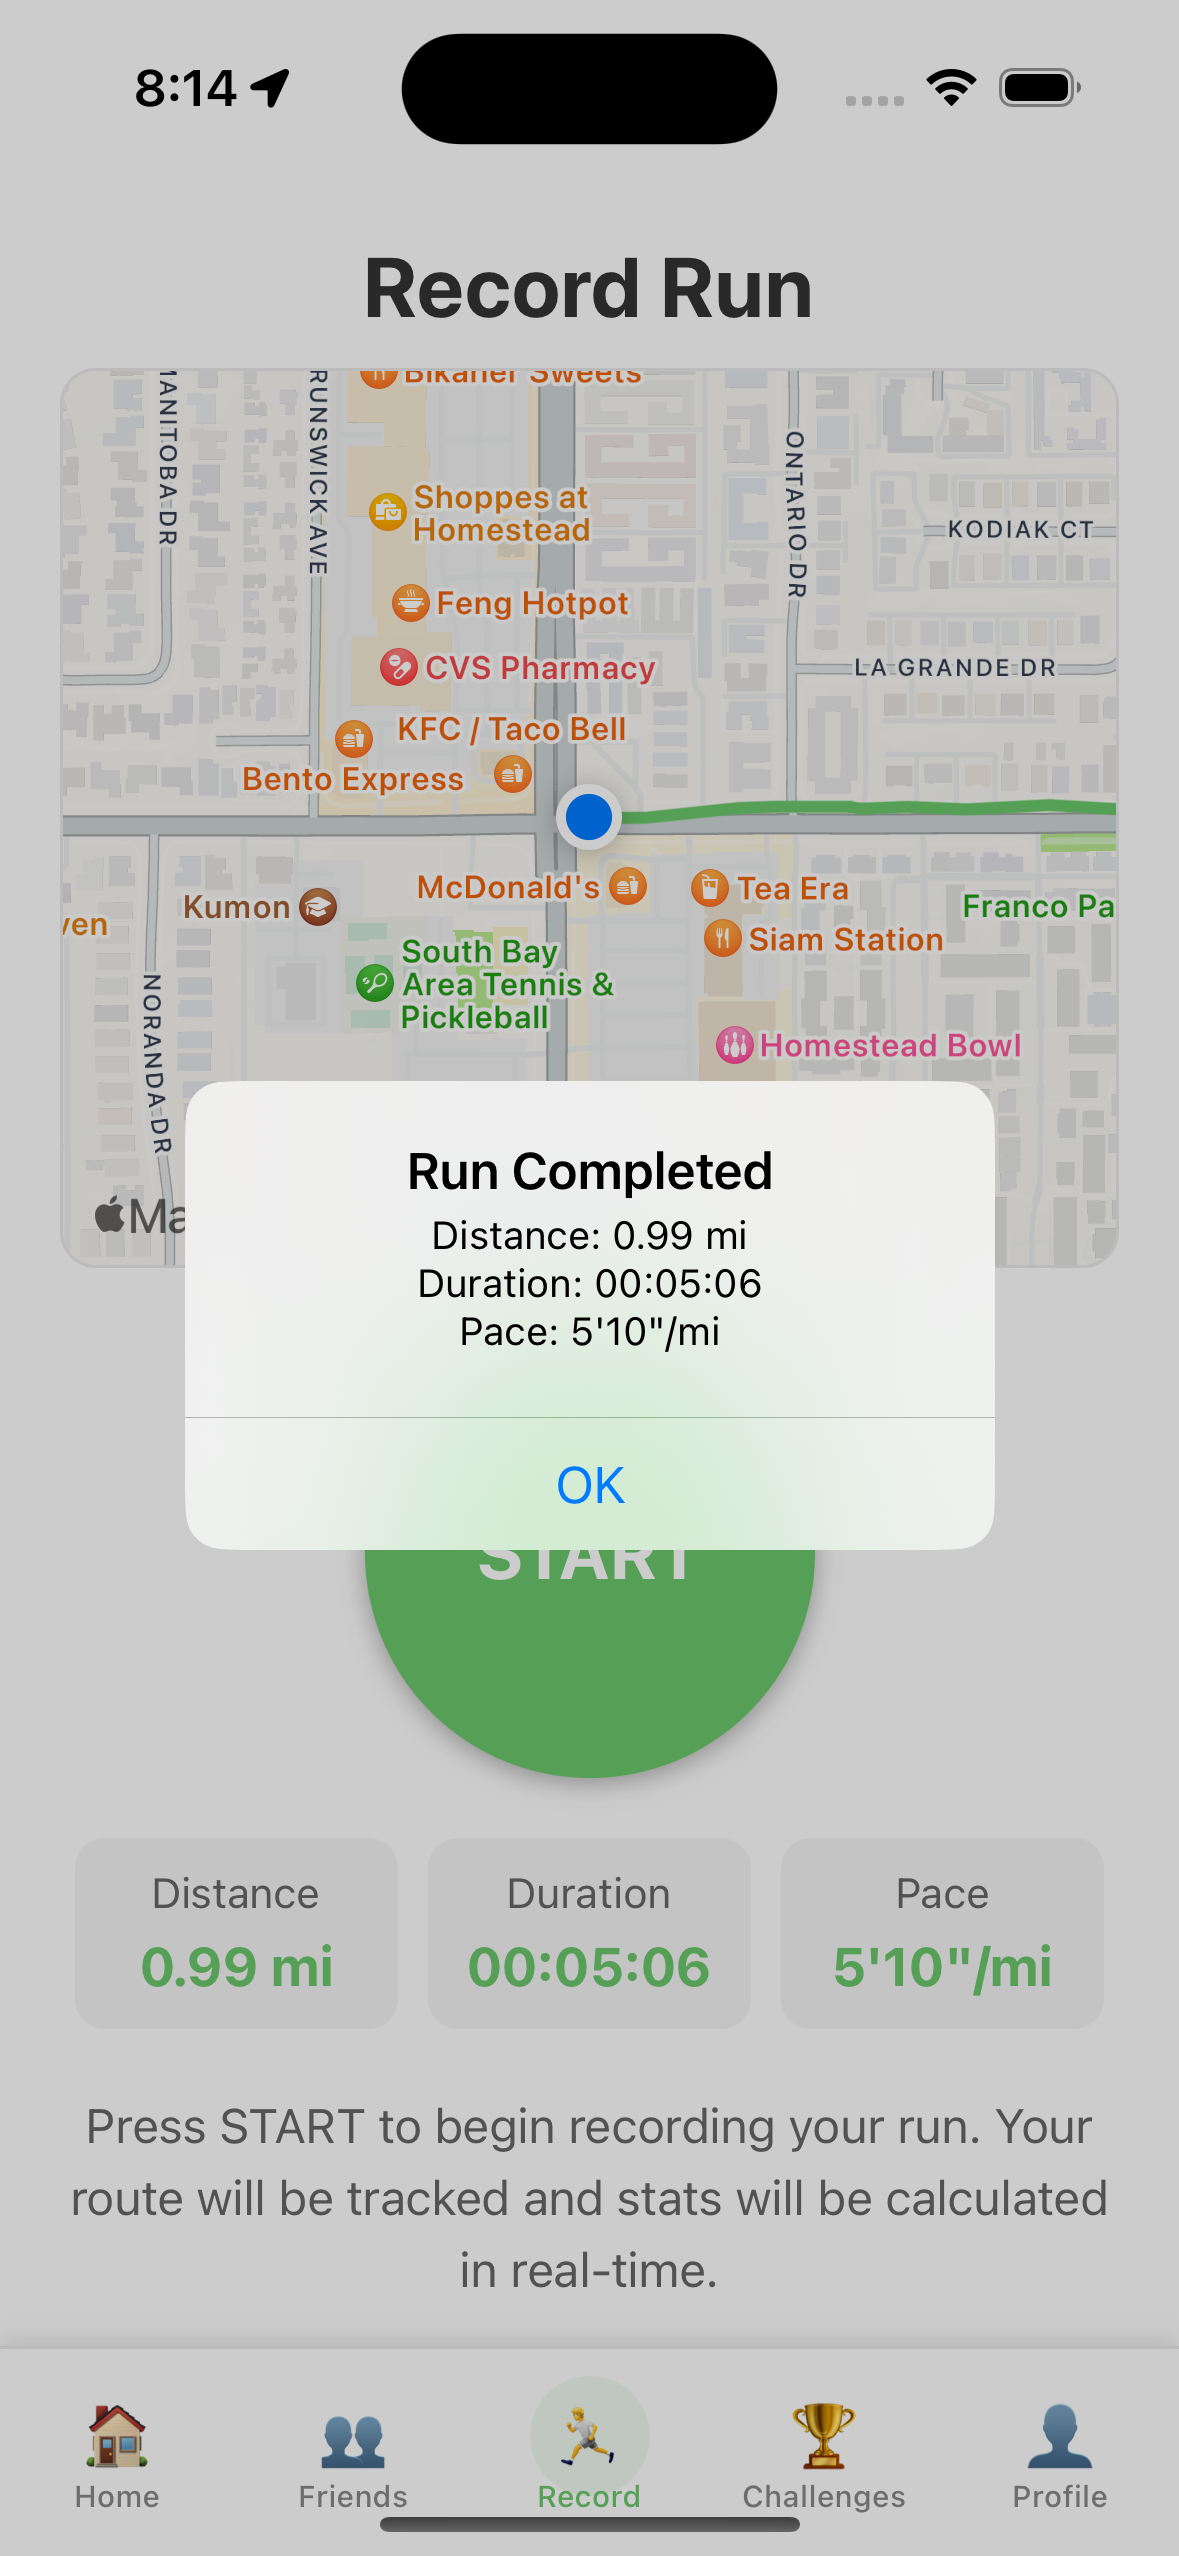 8:14
Record Run
Bikaner Sweets
ANITOBA DR
RUNSWICK AVE
Shoppes at
Homestead
ONTARIO DR
KODIAK CT
Feng Hotpot
CVS Pharmacy
LA GRANDE DR
KFC / Taco Bell
Bento Express
McDonald's
Tea Era
Kumon
Franco Pa
ven
Siam Station
South Bay
Area Tennis &
Pickleball
NORANDA DR
Homestead Bowl
Ma
Run Completed
Distance: 0.99 mi
Duration: 00:05:06
Pace: 5'10"/mi
OK
START
Distance
Duration
Pace
0.99 mi
00:05:06
5'10"/mi
Press START to begin recording your run. Your
route will be tracked and stats will be calculated
in real-time.
Home
Friends
Record
Challenges
Profile